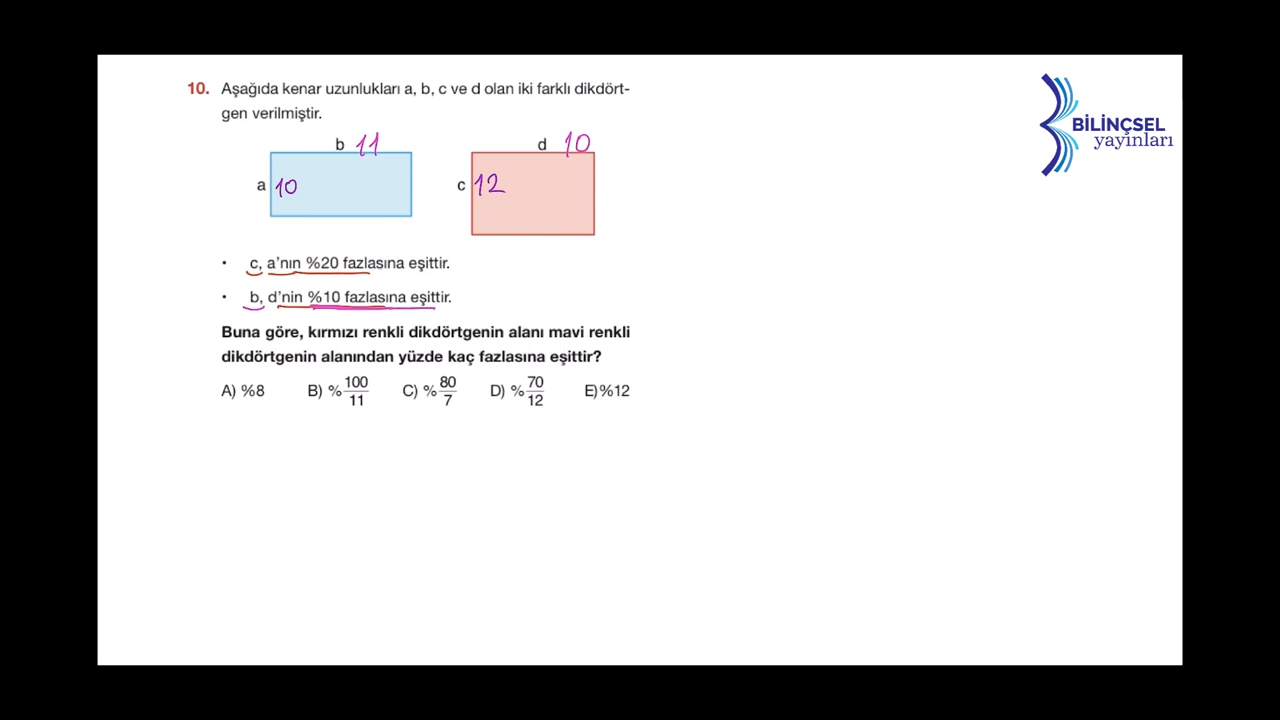 10. Aşağıda kenar uzunlukları a, b, c ve d olan iki farklı dikdört-
gen verilmiştir.
b 11 d 10
a 10 c 12
• c, a'nın %20 fazlasına eşittir.
• b, d'nin %10 fazlasına eşittir.
Buna göre, kırmızı renkli dikdörtgenin alanı mavi renkli
dikdörtgenin alanından yüzde kaç fazlasına eşittir?
A) %8 B) %100/11 C) %80/7 D) %70/12 E)%12
BİLİNÇSEL
yayınları